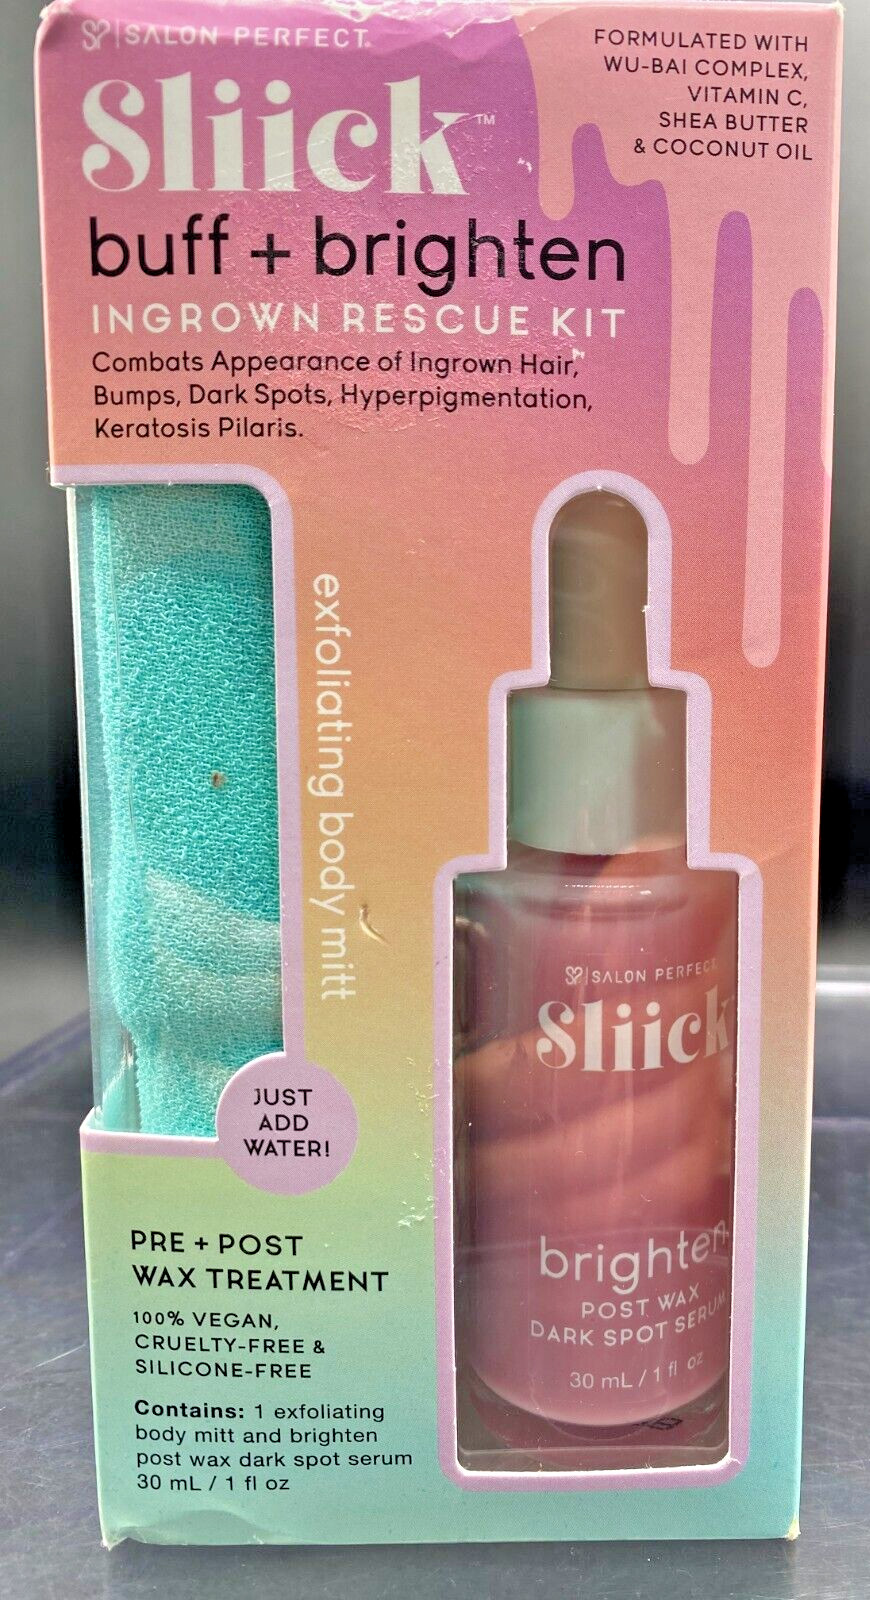 SP | SALON PERFECT.
Sliick™
buff + brighten
INGROWN RESCUE KIT
Combats Appearance of Ingrown Hair,
Bumps, Dark Spots, Hyperpigmentation,
Keratosis Pilaris.
FORMULATED WITH
WU-BAI COMPLEX,
VITAMIN C,
SHEA BUTTER
& COCONUT OIL
exfoliating body mitt
JUST
ADD
WATER!
PRE + POST
WAX TREATMENT
100% VEGAN,
CRUELTY-FREE &
SILICONE-FREE
Contains: 1 exfoliating
body mitt and brighten
post wax dark spot serum
30 mL / 1 fl oz
SP | SALON PERFECT.
Sliick
brighten
POST WAX
DARK SPOT SERUM
30 mL / 1 fl oz